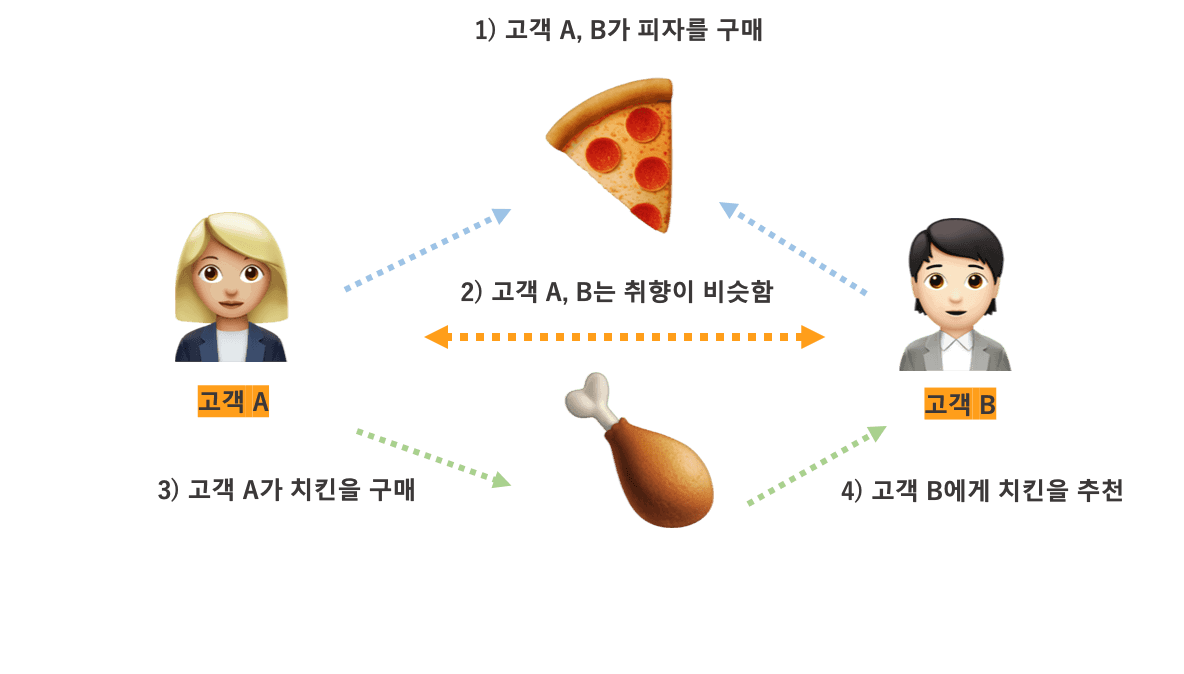 1) 고객 A, B가 피자를 구매
2) 고객 A, B는 취향이 비슷함
고객 A
고객 B
3) 고객 A가 치킨을 구매
4) 고객 B에게 치킨을 추천